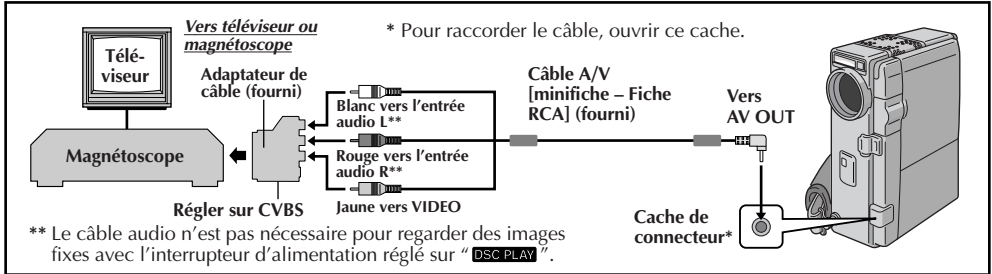 Vers téléviseur ou
magnétoscope
* Pour raccorder le câble, ouvrir ce cache.
Télé-
viseur
Adaptateur de
câble (fourni)
Câble A/V
[minifiche – Fiche
RCA] (fourni)
Vers
AV OUT
Blanc vers l'entrée
audio L**
Magnétoscope
Rouge vers l'entrée
audio R**
Régler sur CVBS
Jaune vers VIDEO
Cache de
connecteur*
** Le câble audio n'est pas nécessaire pour regarder des images
fixes avec l'interrupteur d'alimentation réglé sur “ DSC PLAY ”.